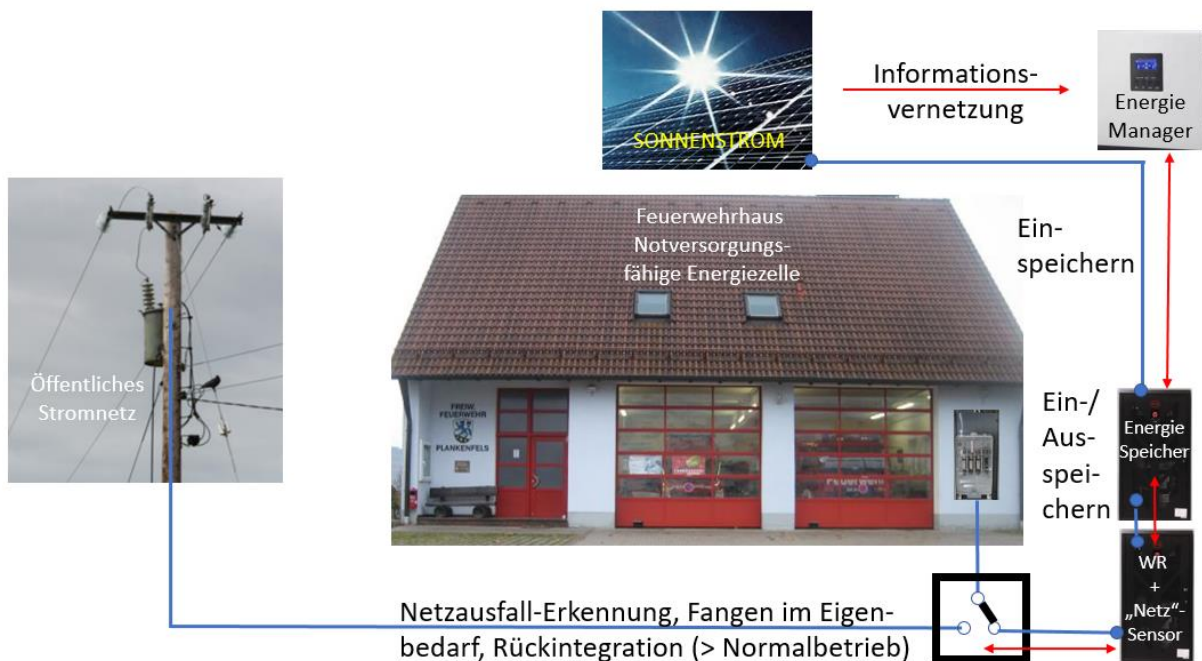 SONNENSTROM
Informations-
vernetzung
Energie
Manager
Öffentliches
Stromnetz
Feuerwehrhaus
Notversorgungs-
fähige Energiezelle
FREIW.
FEUERWEHR
PLANKENFELS
Feuerwehr
Ein-
speichern
Ein-/
Aus-
spei-
chern
Energie
Speicher
WR
+
„Netz“-
Sensor
Netzausfall-Erkennung, Fangen im Eigen-
bedarf, Rückintegration (> Normalbetrieb)